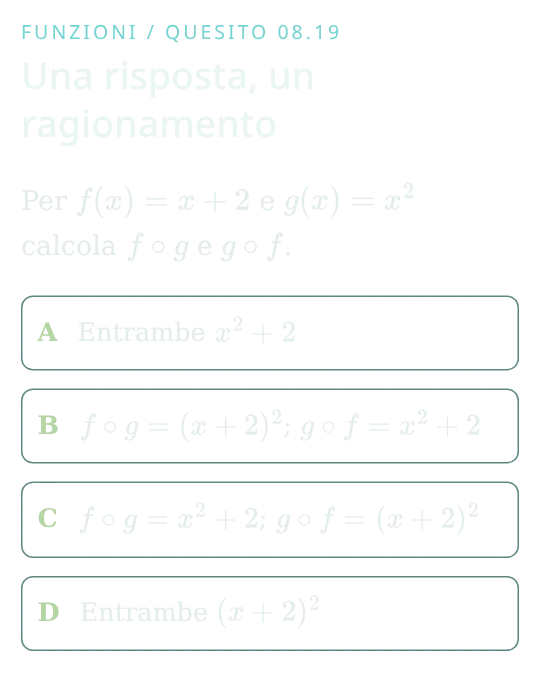 FUNZIONI / QUESITO 08.19
Una risposta, un
ragionamento
Per f(x) = x + 2 e g(x) = x²
calcola f ∘ g e g ∘ f.
A Entrambe x² + 2
B f ∘ g = (x + 2)²; g ∘ f = x² + 2
C f ∘ g = x² + 2; g ∘ f = (x + 2)²
D Entrambe (x + 2)²